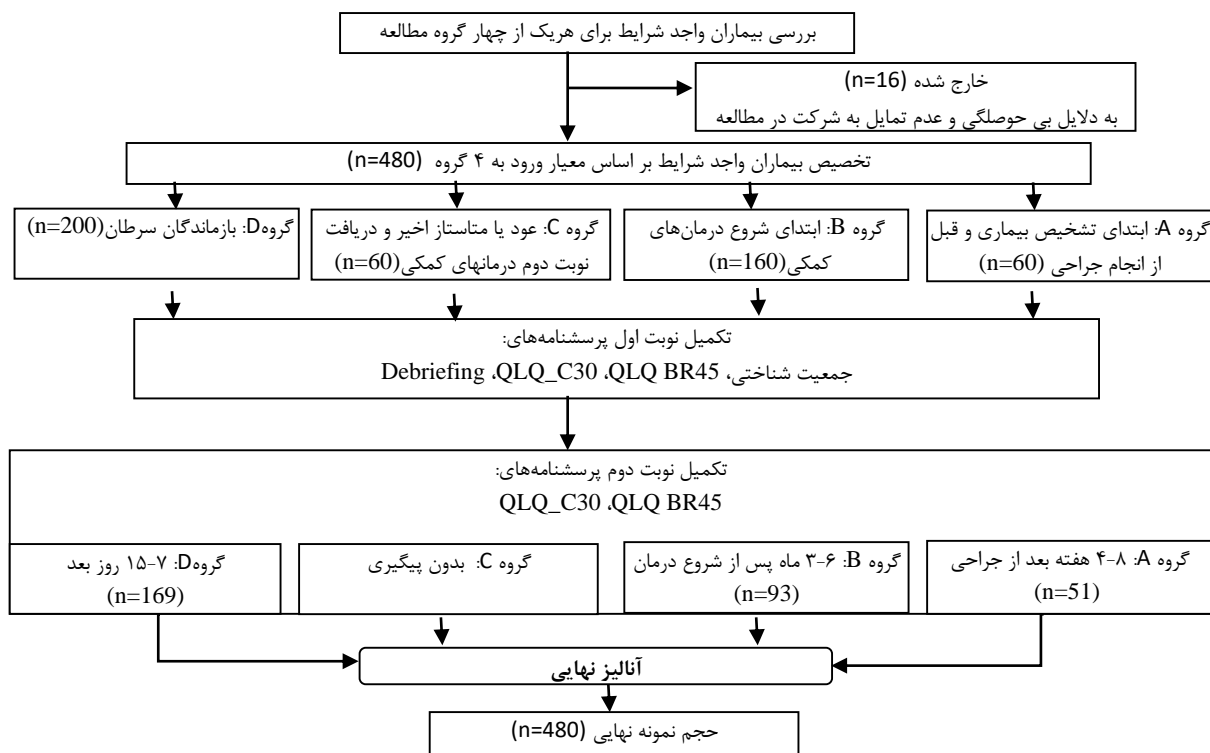 بررسی بیماران واجد شرایط برای هریک از چهار گروه مطالعه
خارج شده (n=16)
به دلایل بی حوصلگی و عدم تمایل به شرکت در مطالعه
تخصیص بیماران واجد شرایط بر اساس معیار ورود به ۴ گروه (n=480)
گروه A: ابتدای تشخیص بیماری و قبل
از انجام جراحی (n=60)
گروه B: ابتدای شروع درمان‌های
کمکی(n=160)
گروه C: عود یا متاستاز اخیر و دریافت
نوبت دوم درمانهای کمکی(n=60)
گروهD: بازماندگان سرطان(n=200)
تکمیل نوبت اول پرسشنامه‌های:
جمعیت شناختی، QLQ BR45، QLQ_C30، Debriefing
تکمیل نوبت دوم پرسشنامه‌های:
QLQ BR45، QLQ_C30
گروه A: ۴-۸ هفته بعد از جراحی
(n=51)
گروه B: ۳-۶ ماه پس از شروع درمان
(n=93)
گروه C: بدون پیگیری
گروهD: ۷-۱۵ روز بعد
(n=169)
آنالیز نهایی
حجم نمونه نهایی (n=480)